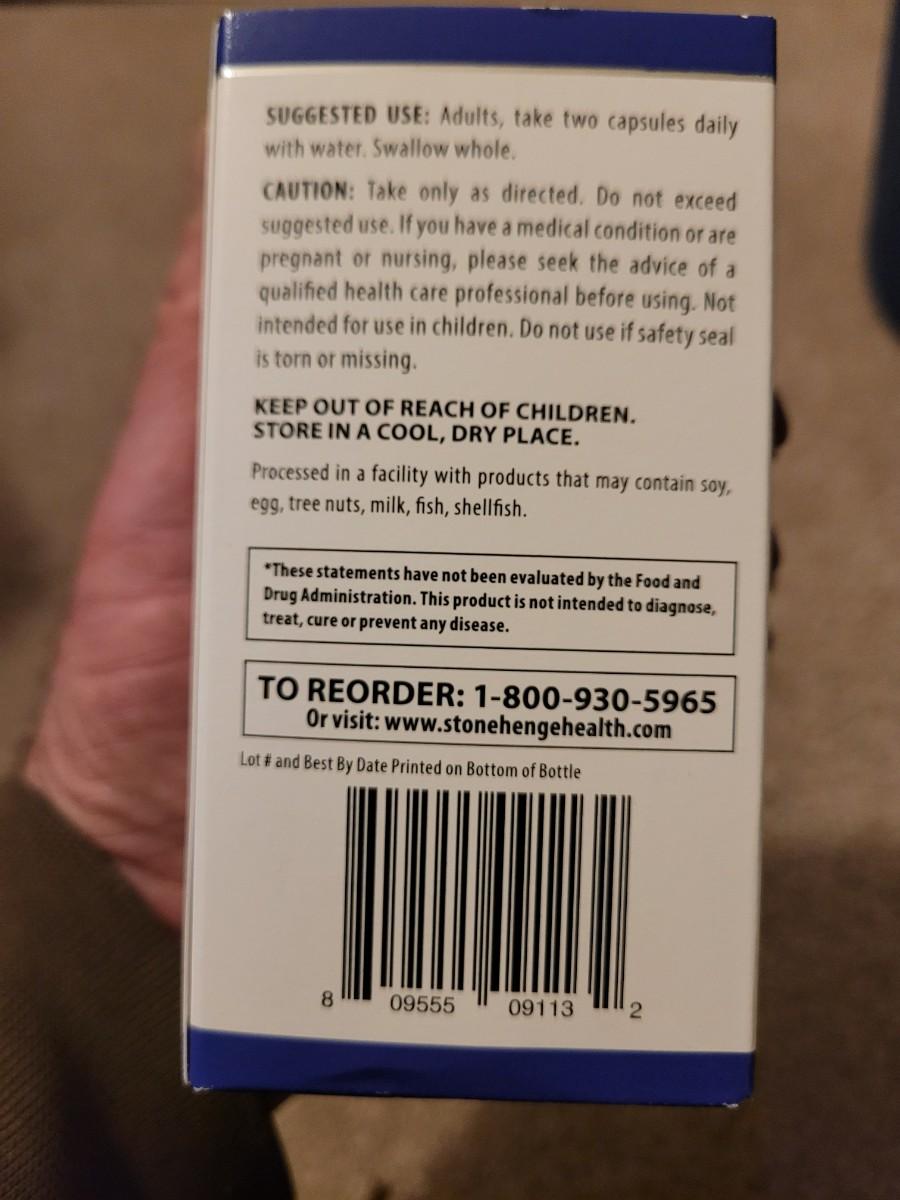 SUGGESTED USE: Adults, take two capsules daily
with water. Swallow whole.
CAUTION: Take only as directed. Do not exceed
suggested use. If you have a medical condition or are
pregnant or nursing, please seek the advice of a
qualified health care professional before using. Not
intended for use in children. Do not use if safety seal
is torn or missing.
KEEP OUT OF REACH OF CHILDREN.
STORE IN A COOL, DRY PLACE.
Processed in a facility with products that may contain soy,
egg, tree nuts, milk, fish, shellfish.
*These statements have not been evaluated by the Food and
Drug Administration. This product is not intended to diagnose,
treat, cure or prevent any disease.
TO REORDER: 1-800-930-5965
Or visit: www.stonehengehealth.com
Lot # and Best By Date Printed on Bottom of Bottle
8 09555 09113 2